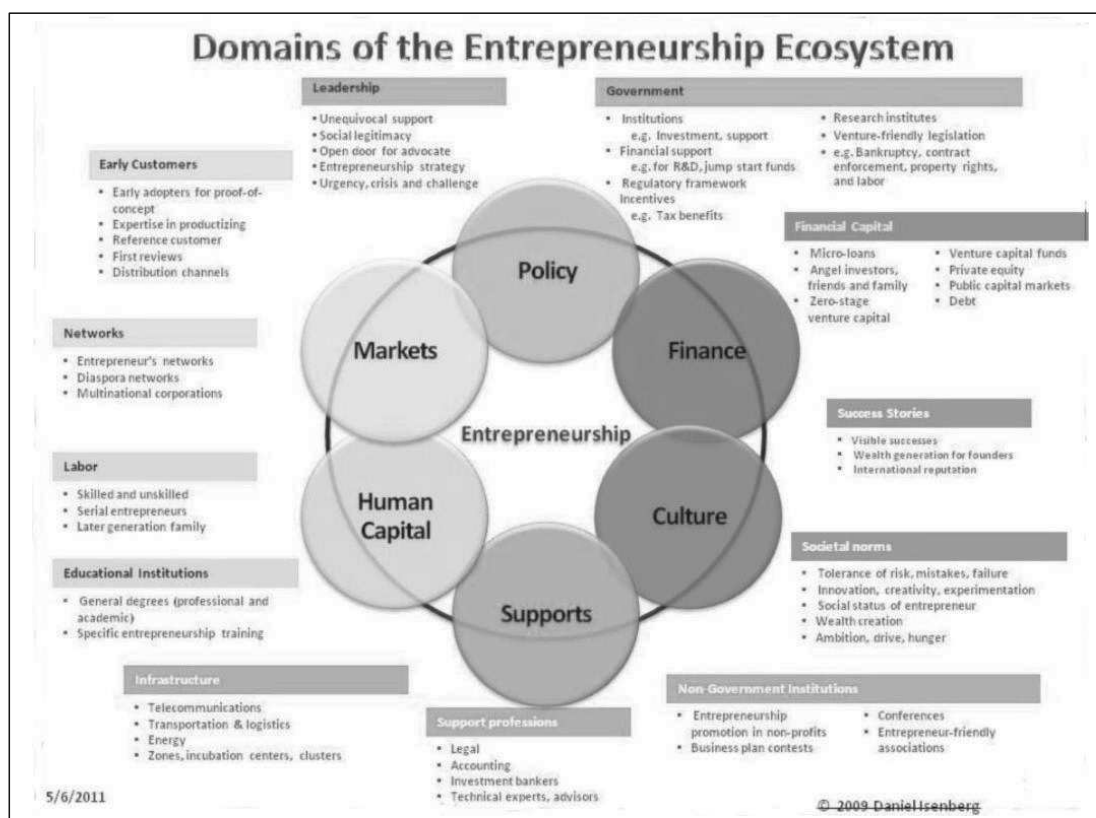 Domains of the Entrepreneurship Ecosystem
Leadership
▪Unequivocal support
▪Social legitimacy
▪Open door for advocate
▪Entrepreneurship strategy
▪Urgency, crisis and challenge
Government
▪ Institutions
e.g. Investment, support
▪ Financial support
e.g. for R&D, jump start funds
▪ Regulatory framework
Incentives
e.g. Tax benefits
▪ Research institutes
▪ Venture-friendly legislation
▪ e.g. Bankruptcy, contract
enforcement, property rights,
and labor
Early Customers
▪ Early adopters for proof-of-
concept
▪ Expertise in productizing
▪ Reference customer
▪ First reviews
▪ Distribution channels
Financial Capital
▪ Micro-loans
▪ Angel investors,
friends and family
▪ Zero-stage
venture capital
▪ Venture capital funds
▪ Private equity
▪ Public capital markets
▪ Debt
Policy
Markets
Finance
Networks
▪ Entrepreneur's networks
▪ Diaspora networks
▪ Multinational corporations
Entrepreneurship
Success Stories
▪ Visible successes
▪ Wealth generation for founders
▪ International reputation
Labor
▪ Skilled and unskilled
▪ Serial entrepreneurs
▪ Later generation family
Human
Capital
Culture
Societal norms
▪ Tolerance of risk, mistakes, failure
▪ Innovation, creativity, experimentation
▪ Social status of entrepreneur
▪ Wealth creation
▪ Ambition, drive, hunger
Educational Institutions
▪ General degrees (professional and
academic)
▪ Specific entrepreneurship training
Supports
Infrastructure
▪ Telecommunications
▪ Transportation & logistics
▪ Energy
▪ Zones, incubation centers, clusters
Support professions
▪ Legal
▪ Accounting
▪ Investment bankers
▪ Technical experts, advisors
Non-Government Institutions
▪ Entrepreneurship
promotion in non-profits
▪ Business plan contests
▪ Conferences
▪ Entrepreneur-friendly
associations
5/6/2011
© 2009 Daniel Isenberg